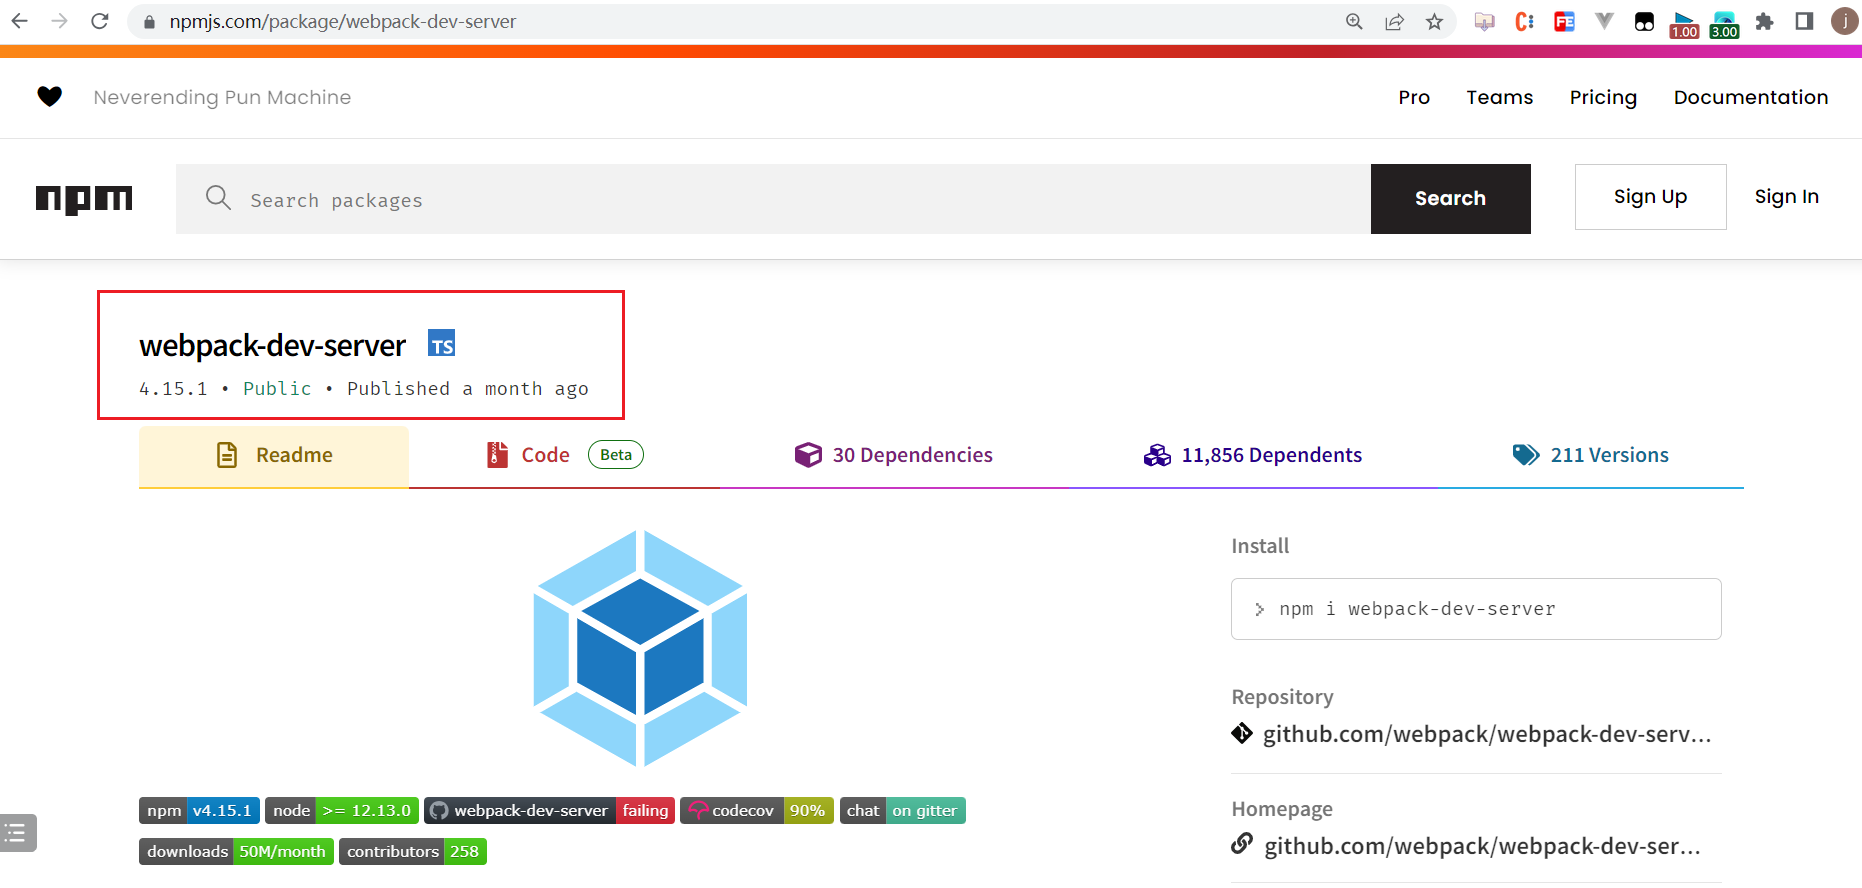 npmjs.com/package/webpack-dev-server
FE
1.00
3.00
j
Neverending Pun Machine
Pro Teams Pricing Documentation
npm
Search packages
Search
Sign Up
Sign In
webpack-dev-server TS
4.15.1 • Public • Published a month ago
Readme
Code Beta
30 Dependencies
11,856 Dependents
211 Versions
Install
> npm i webpack-dev-server
Repository
github.com/webpack/webpack-dev-serv...
Homepage
github.com/webpack/webpack-dev-ser...
npm v4.15.1 node >= 12.13.0 webpack-dev-server failing codecov 90% chat on gitter
downloads 50M/month contributors 258